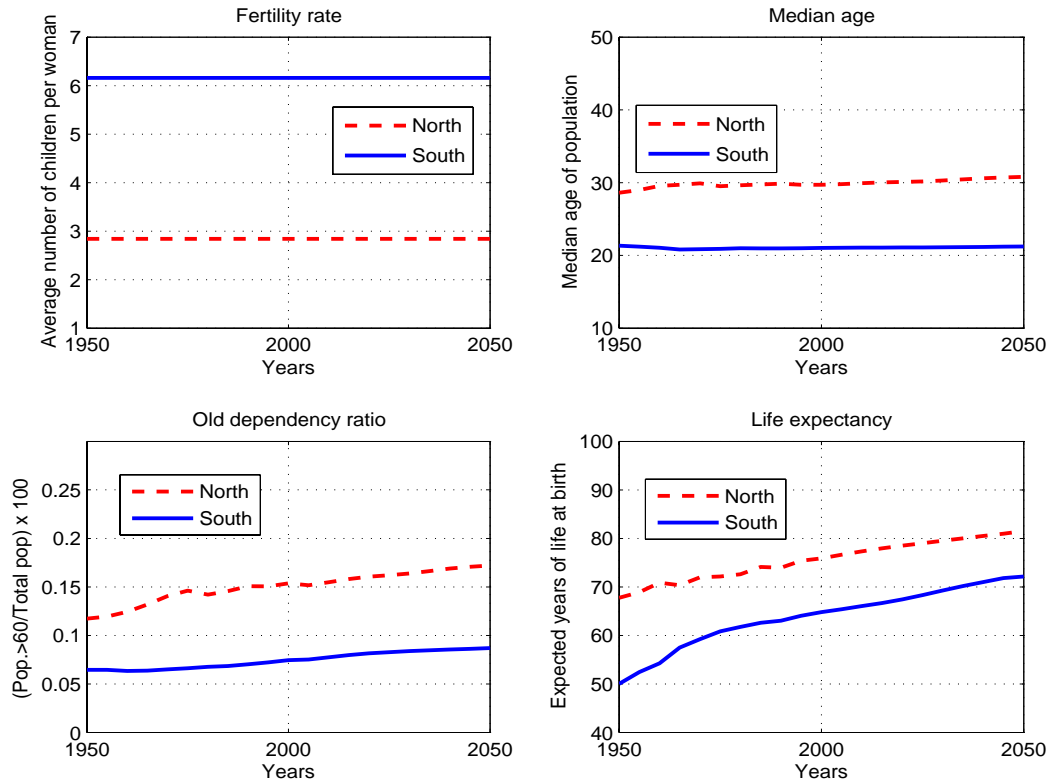 Fertility rate
Average number of children per woman
7
6
5
4
3
2
1
North
South
1950
2000
2050
Years
Median age
Median age of population
50
40
30
20
10
North
South
1950
2000
2050
Years
Old dependency ratio
(Pop.>60/Total pop) x 100
0.25
0.2
0.15
0.1
0.05
0
North
South
1950
2000
2050
Years
Life expectancy
Expected years of life at birth
100
90
80
70
60
50
40
North
South
1950
2000
2050
Years